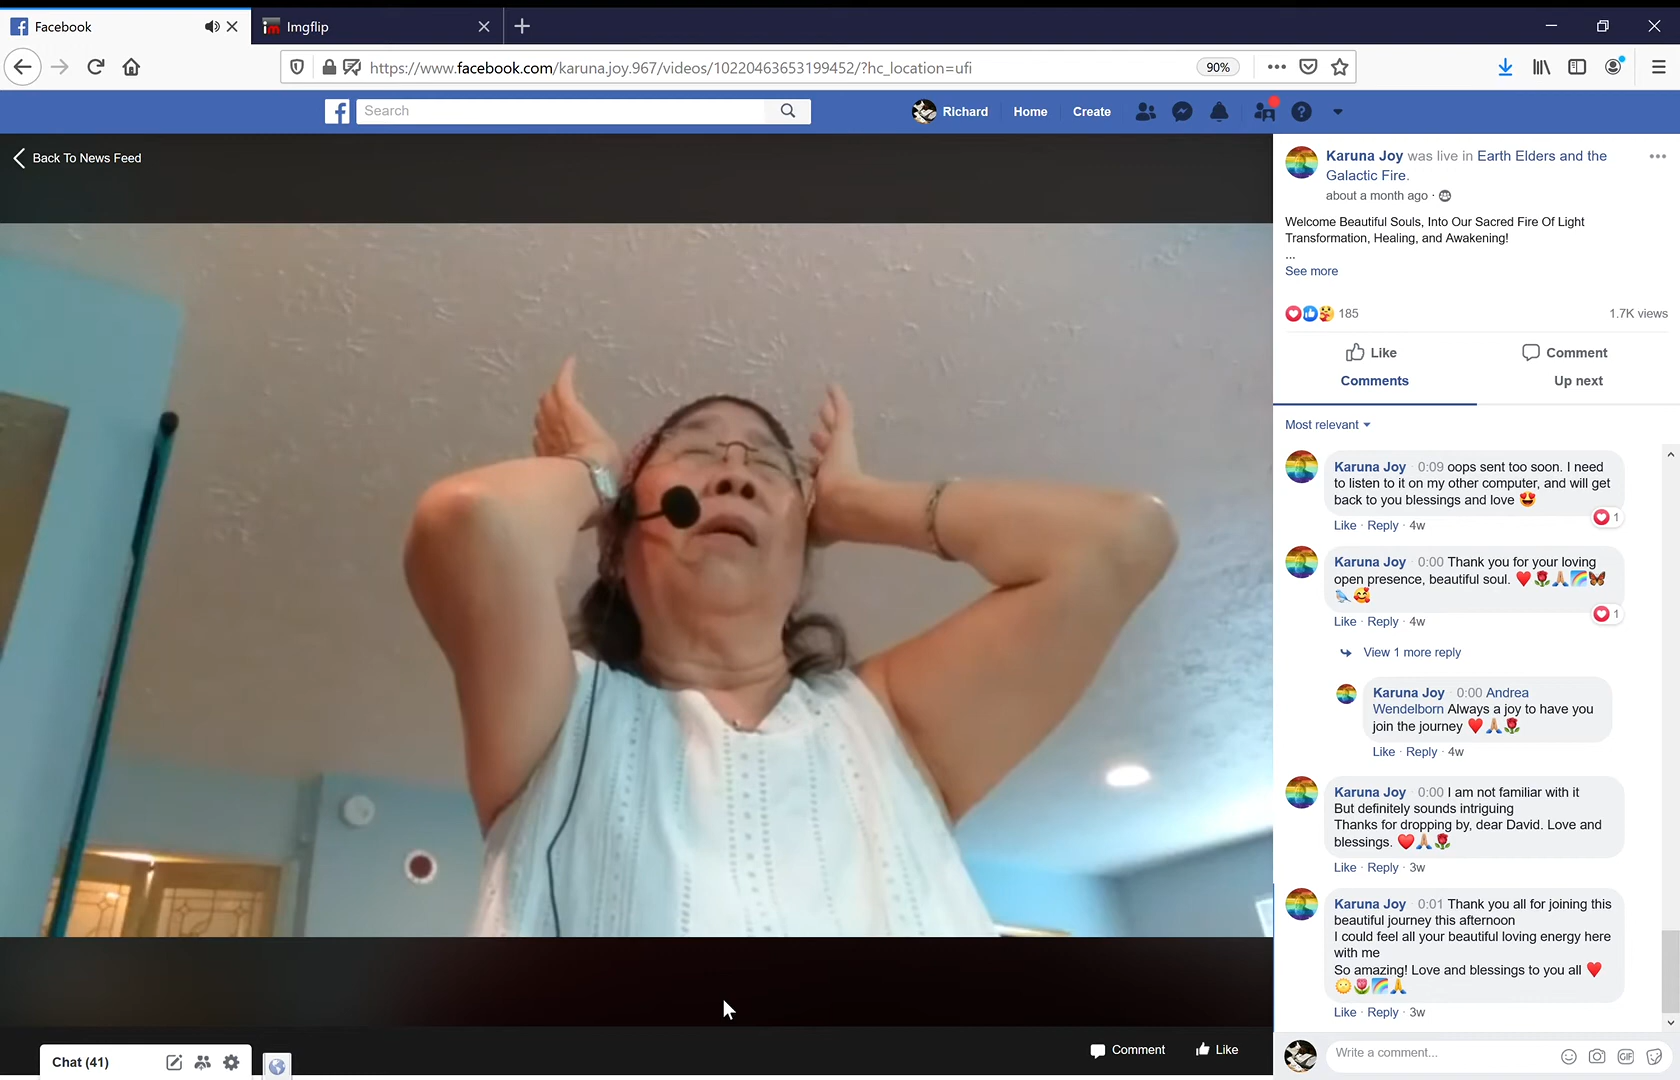 Facebook
Imgflip
https://www.facebook.com/karuna.joy.967/videos/10220463653199452/?hc_location=ufi
90%
Search
Richard
Home
Create
Back To News Feed
Karuna Joy was live in Earth Elders and the
Galactic Fire.
about a month ago ·
Welcome Beautiful Souls, Into Our Sacred Fire Of Light
Transformation, Healing, and Awakening!
...
See more
185
1.7K views
Like
Comment
Comments
Up next
Most relevant
Karuna Joy · 0:09 oops sent too soon. I need
to listen to it on my other computer, and will get
back to you blessings and love 😍
1
Like · Reply · 4w
Karuna Joy · 0:00 Thank you for your loving
open presence, beautiful soul. ❤️🌹🙏🌈🦋
🐦🥰
1
Like · Reply · 4w
View 1 more reply
Karuna Joy · 0:00 Andrea
Wendelborn Always a joy to have you
join the journey ❤️🙏🌹
Like · Reply · 4w
Karuna Joy · 0:00 I am not familiar with it
But definitely sounds intriguing
Thanks for dropping by, dear David. Love and
blessings. ❤️🙏🌹
Like · Reply · 3w
Karuna Joy · 0:01 Thank you all for joining this
beautiful journey this afternoon
I could feel all your beautiful loving energy here
with me
So amazing! Love and blessings to you all ❤️
🌞🌷🌈🙏
Like · Reply · 3w
Chat (41)
Comment
Like
Write a comment...
GIF